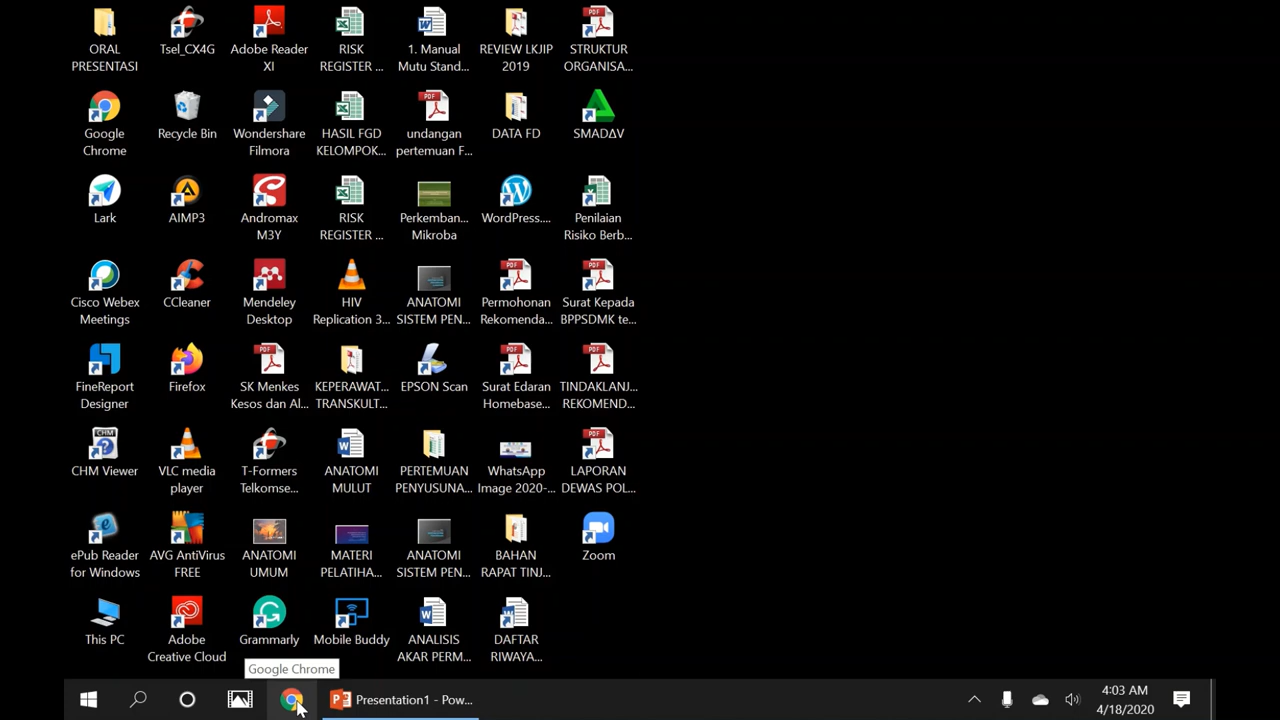 ORAL
PRESENTASI
Tsel_CX4G
Adobe Reader
XI
RISK
REGISTER ...
1. Manual
Mutu Stand...
REVIEW LKJIP
2019
STRUKTUR
ORGANISA...
Google
Chrome
Recycle Bin
Wondershare
Filmora
HASIL FGD
KELOMPOK...
undangan
pertemuan F...
DATA FD
SMADΔV
Lark
AIMP3
Andromax
M3Y
RISK
REGISTER ...
Perkemban...
Mikroba
WordPress....
Penilaian
Risiko Berb...
Cisco Webex
Meetings
CCleaner
Mendeley
Desktop
HIV
Replication 3...
ANATOMI
SISTEM PEN...
Permohonan
Rekomenda...
Surat Kepada
BPPSDMK te...
FineReport
Designer
Firefox
SK Menkes
Kesos dan Al...
KEPERAWAT...
TRANSKULT...
EPSON Scan
Surat Edaran
Homebase...
TINDAKLANJ...
REKOMEND...
CHM Viewer
VLC media
player
T-Formers
Telkomse...
ANATOMI
MULUT
PERTEMUAN
PENYUSUNA...
WhatsApp
Image 2020-...
LAPORAN
DEWAS POL...
ePub Reader
for Windows
AVG AntiVirus
FREE
ANATOMI
UMUM
MATERI
PELATIHA...
ANATOMI
SISTEM PEN...
BAHAN
RAPAT TINJ...
Zoom
This PC
Adobe
Creative Cloud
Grammarly
Mobile Buddy
ANALISIS
AKAR PERM...
DAFTAR
RIWAYA...
Google Chrome
Presentation1 - Pow...
4:03 AM
4/18/2020